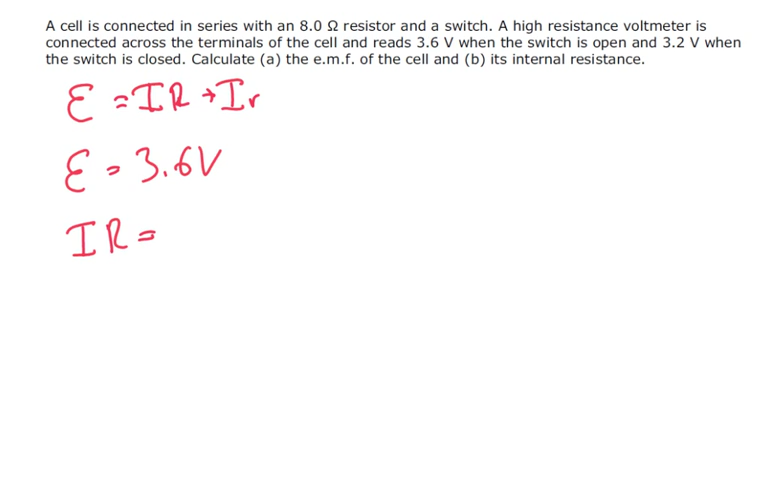 A cell is connected in series with an 8.0 Ω resistor and a switch. A high resistance voltmeter is
connected across the terminals of the cell and reads 3.6 V when the switch is open and 3.2 V when
the switch is closed. Calculate (a) the e.m.f. of the cell and (b) its internal resistance.
ε = IR + Ir
ε = 3.6V
IR =